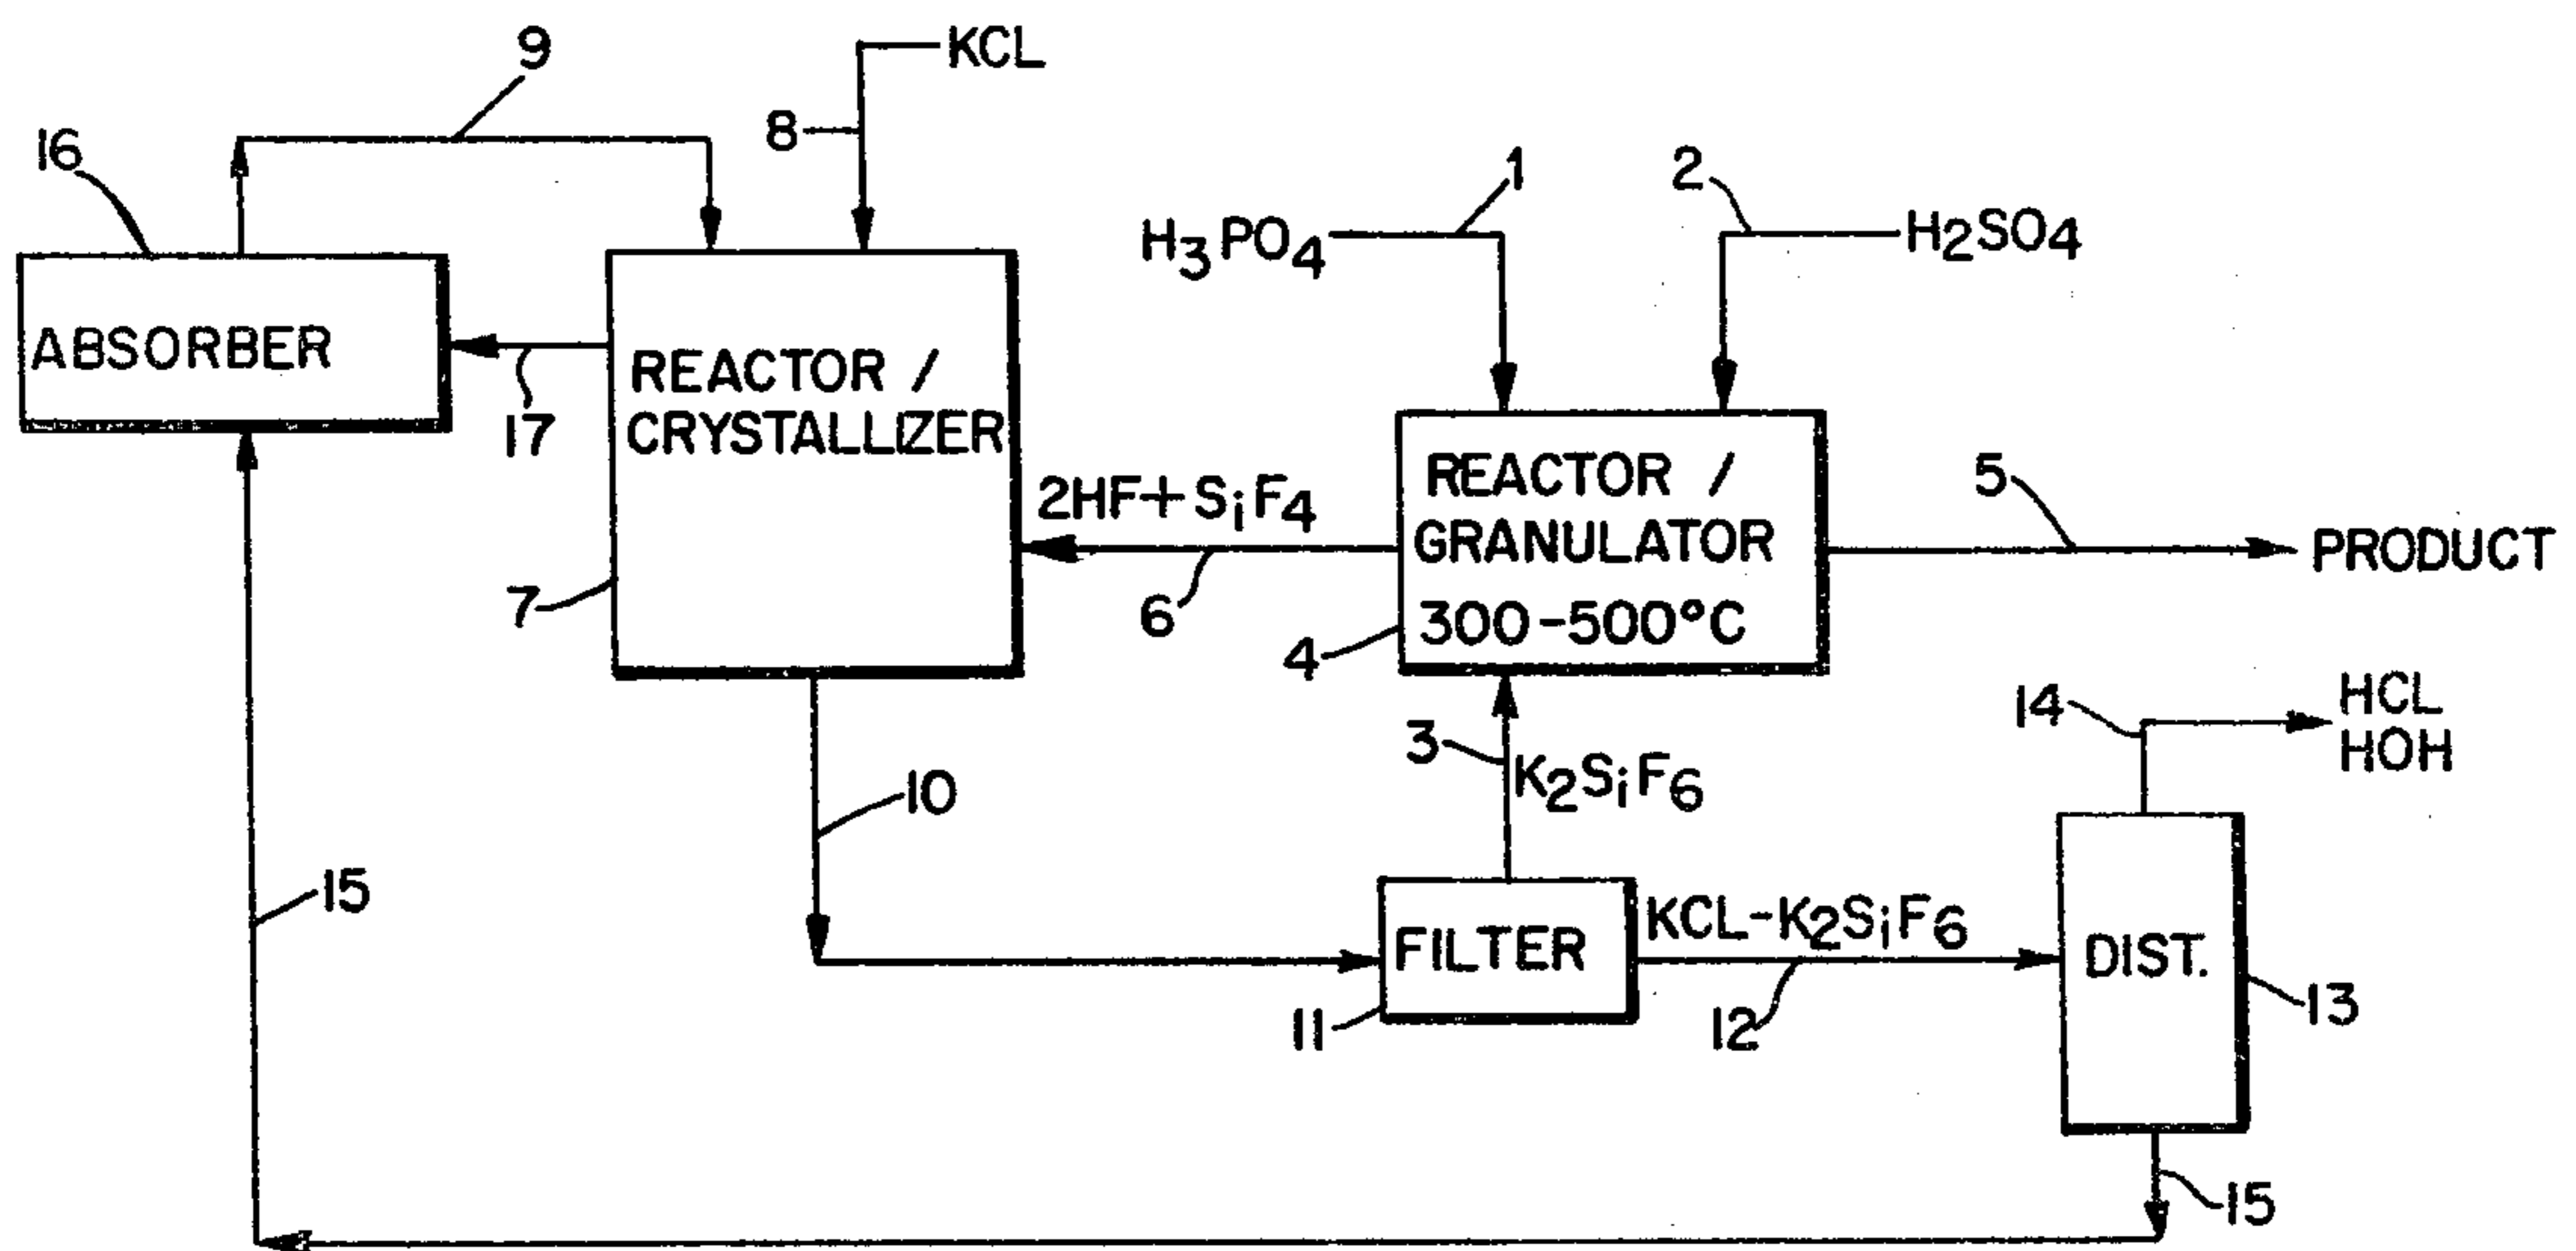 9
KCL
8
16
1
2
H3PO4
H2SO4
ABSORBER
17
REACTOR /
CRYSTALLIZER
7
2HF+SiF4
6
REACTOR /
GRANULATOR
300-500°C
4
5
PRODUCT
3
K2SiF6
14
HCL
HOH
10
15
FILTER
11
KCL-K2SiF6
12
DIST.
13
15